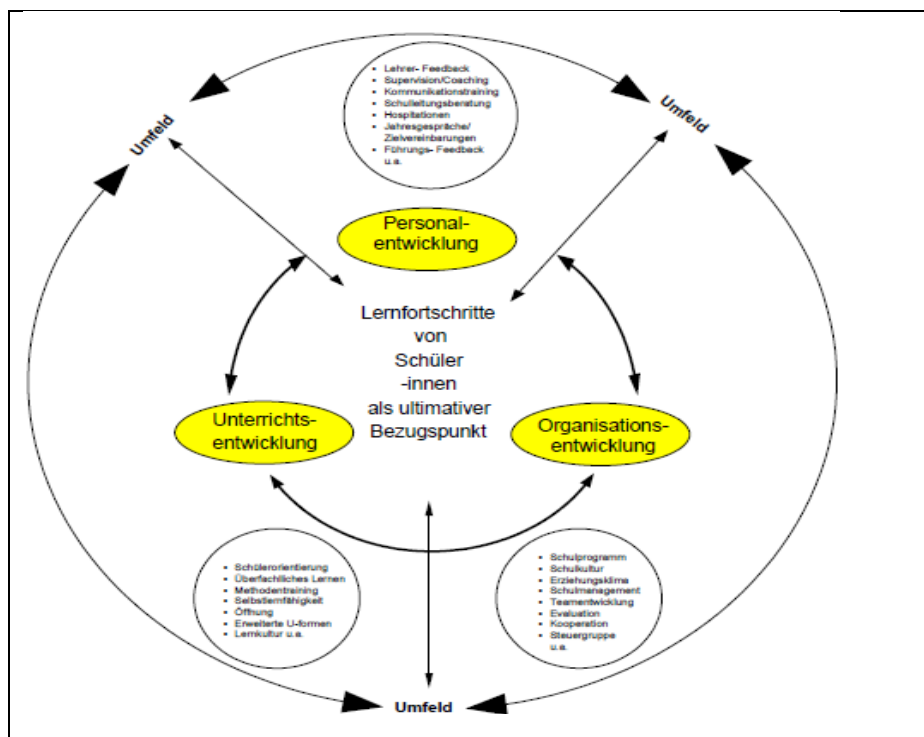 ▪ Lehrer- Feedback
▪ Supervision/Coaching
▪ Kommunikationstraining
▪ Schulleitungsberatung
▪ Hospitationen
▪ Jahresgespräche/
Zielvereinbarungen
▪ Führungs- Feedback
u.a.
Umfeld
Umfeld
Personal-
entwicklung
Lernfortschritte
von
Schüler
-innen
als ultimativer
Bezugspunkt
Unterrichts-
entwicklung
Organisations-
entwicklung
▪ Schülerorientierung
▪ Überfachlliches Lernen
▪ Methodentraining
▪ Selbstlernfähigkeit
▪ Öffnung
▪ Erweiterte U-formen
▪ Lernkultur u.a.
▪ Schulprogramm
▪ Schulkultur
▪ Erziehungsklima
▪ Schulmanagement
▪ Teamentwicklung
▪ Evaluation
▪ Kooperation
▪ Steuergruppe
u.a.
Umfeld